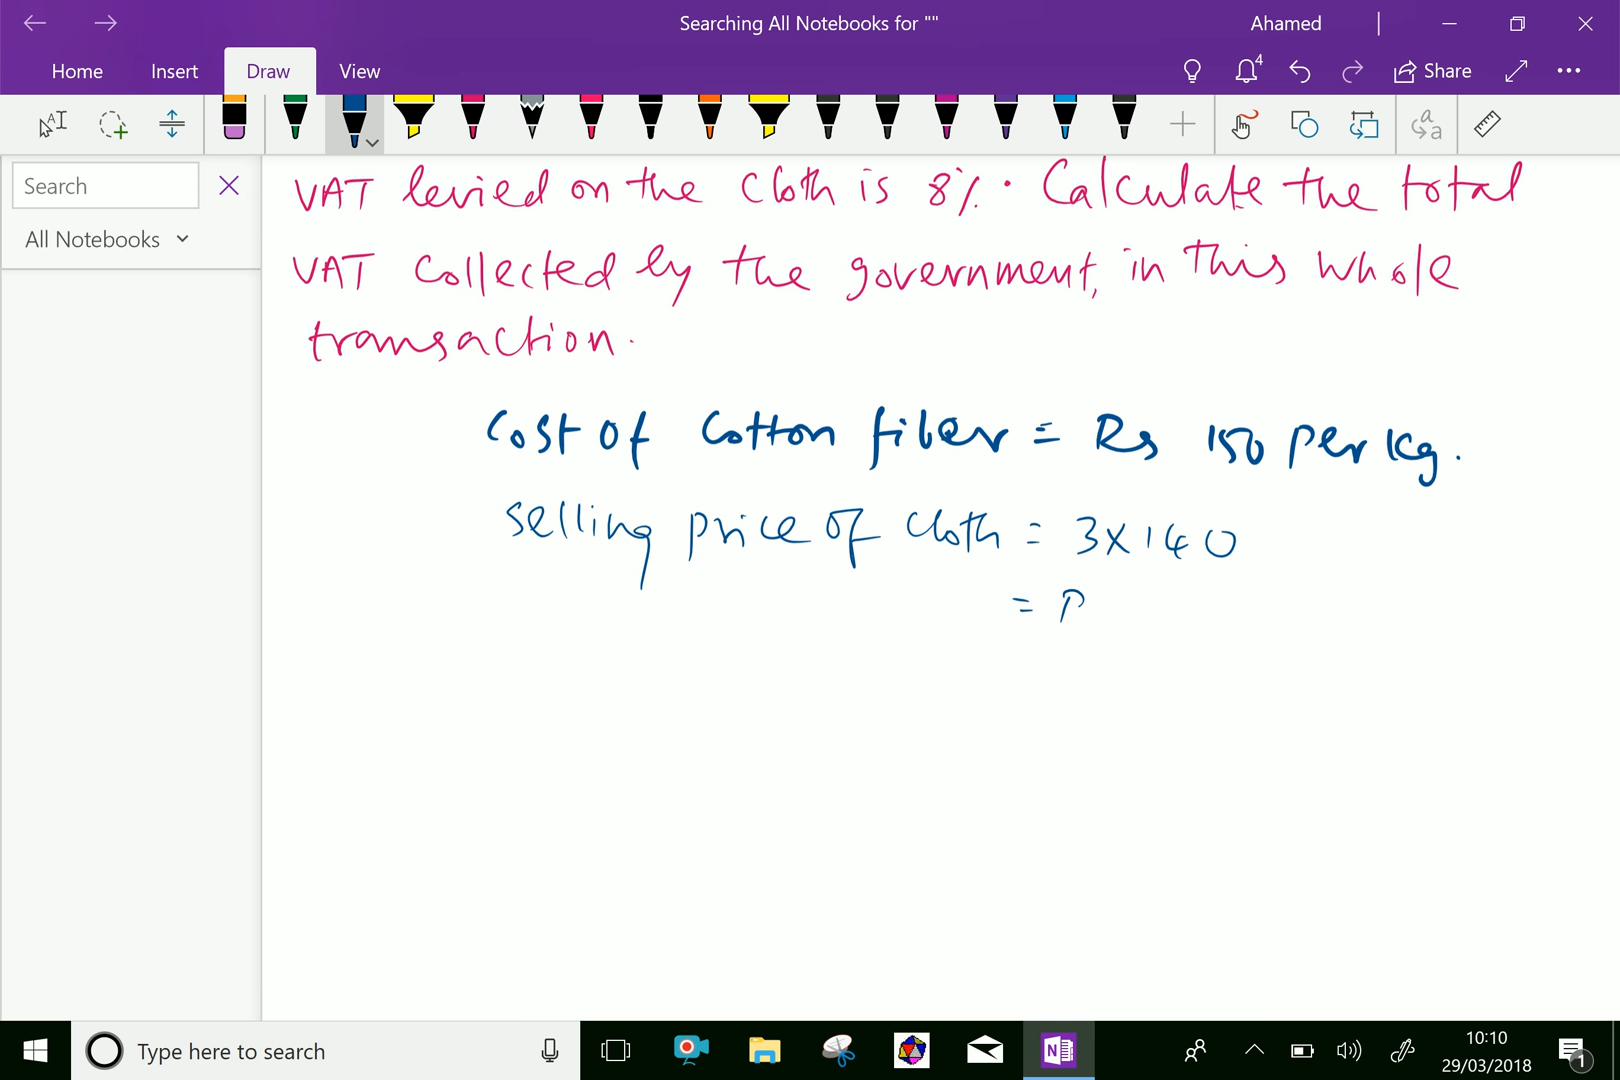 Searching All Notebooks for ""
Ahamed
Home Insert Draw View
4
Share
Search
All Notebooks
VAT levied on the cloth is 8%. Calculate the total
VAT collected by the government, in this whole
transaction.
Cost of Cotton fiber = Rs 150 per kg.
selling price of cloth = 3x140
= P
Type here to search
N
10:10
29/03/2018
1